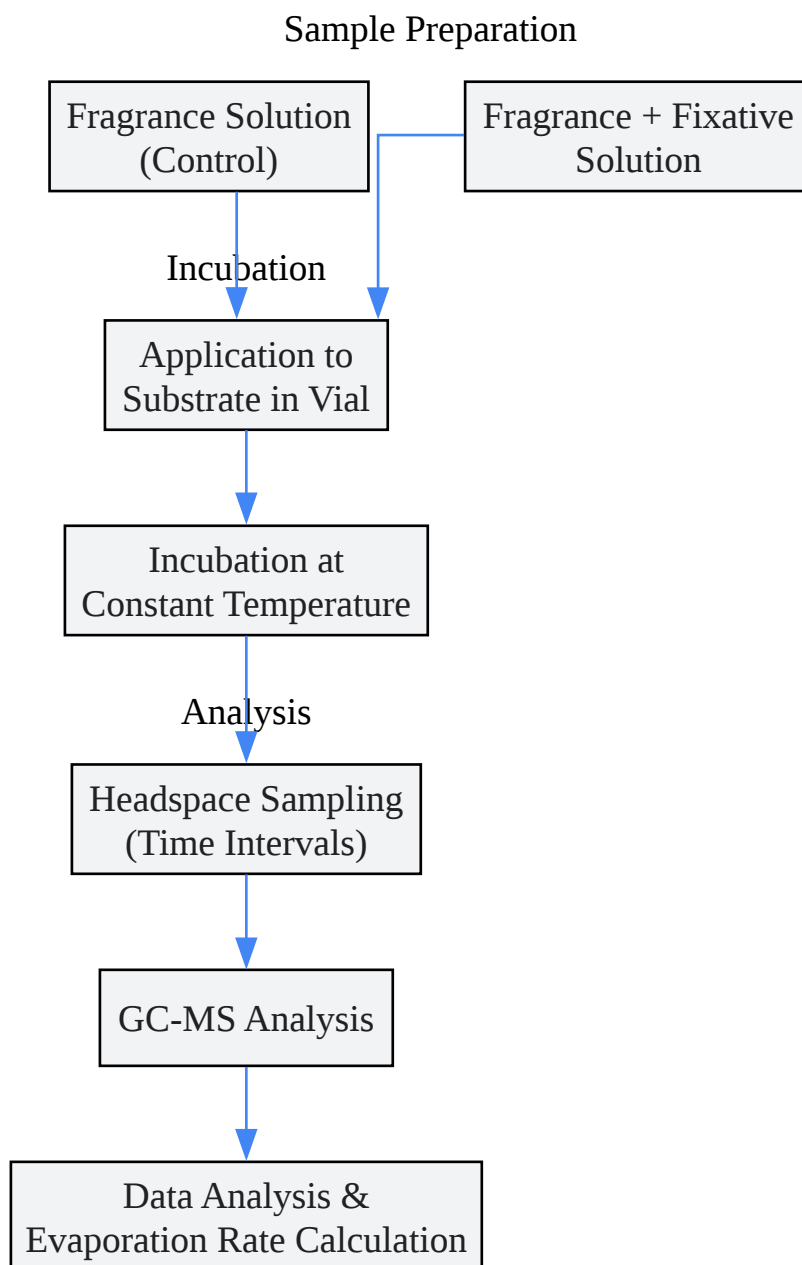 Sample Preparation
Fragrance Solution
(Control)
Fragrance + Fixative
Solution
Incubation
Application to
Substrate in Vial
Incubation at
Constant Temperature
Analysis
Headspace Sampling
(Time Intervals)
GC-MS Analysis
Data Analysis &
Evaporation Rate Calculation